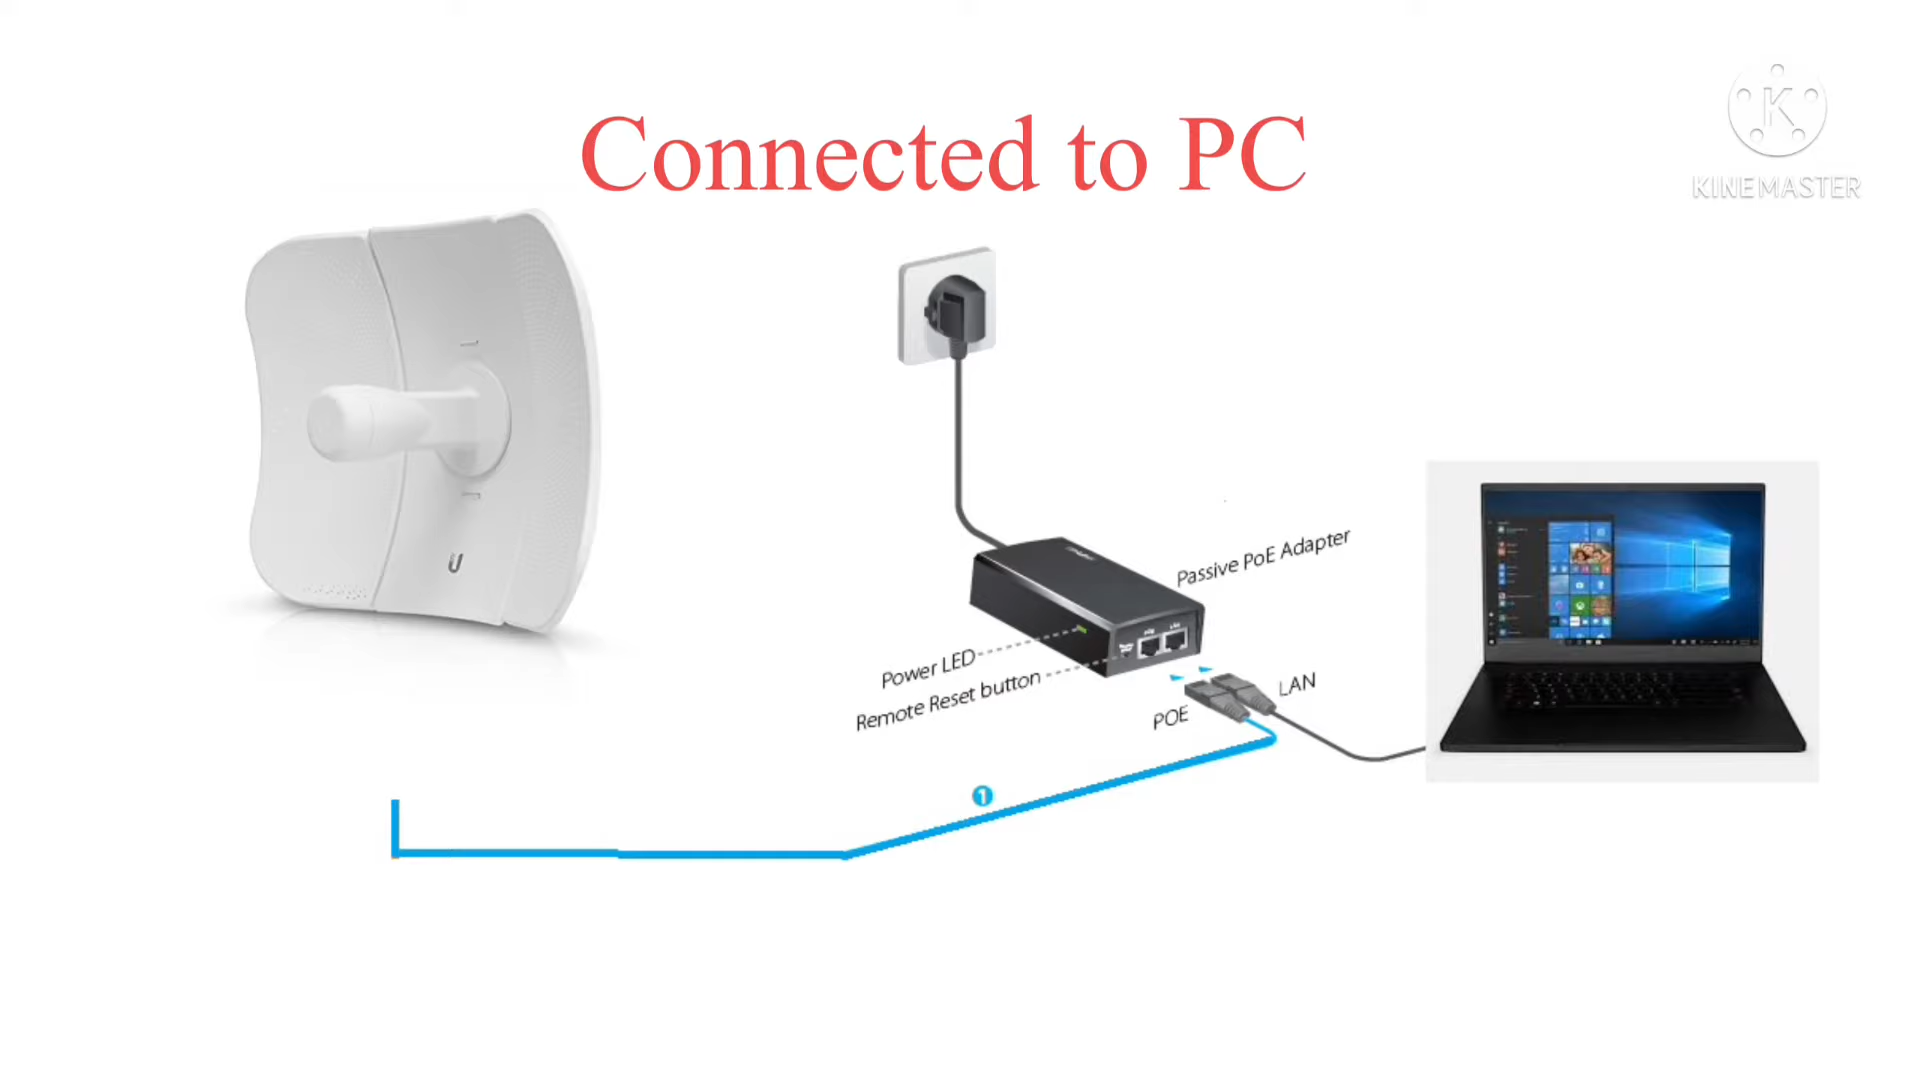 Connected to PC
KINEMASTER
Passive PoE Adapter
Power LED
Remote Reset button
LAN
POE
1